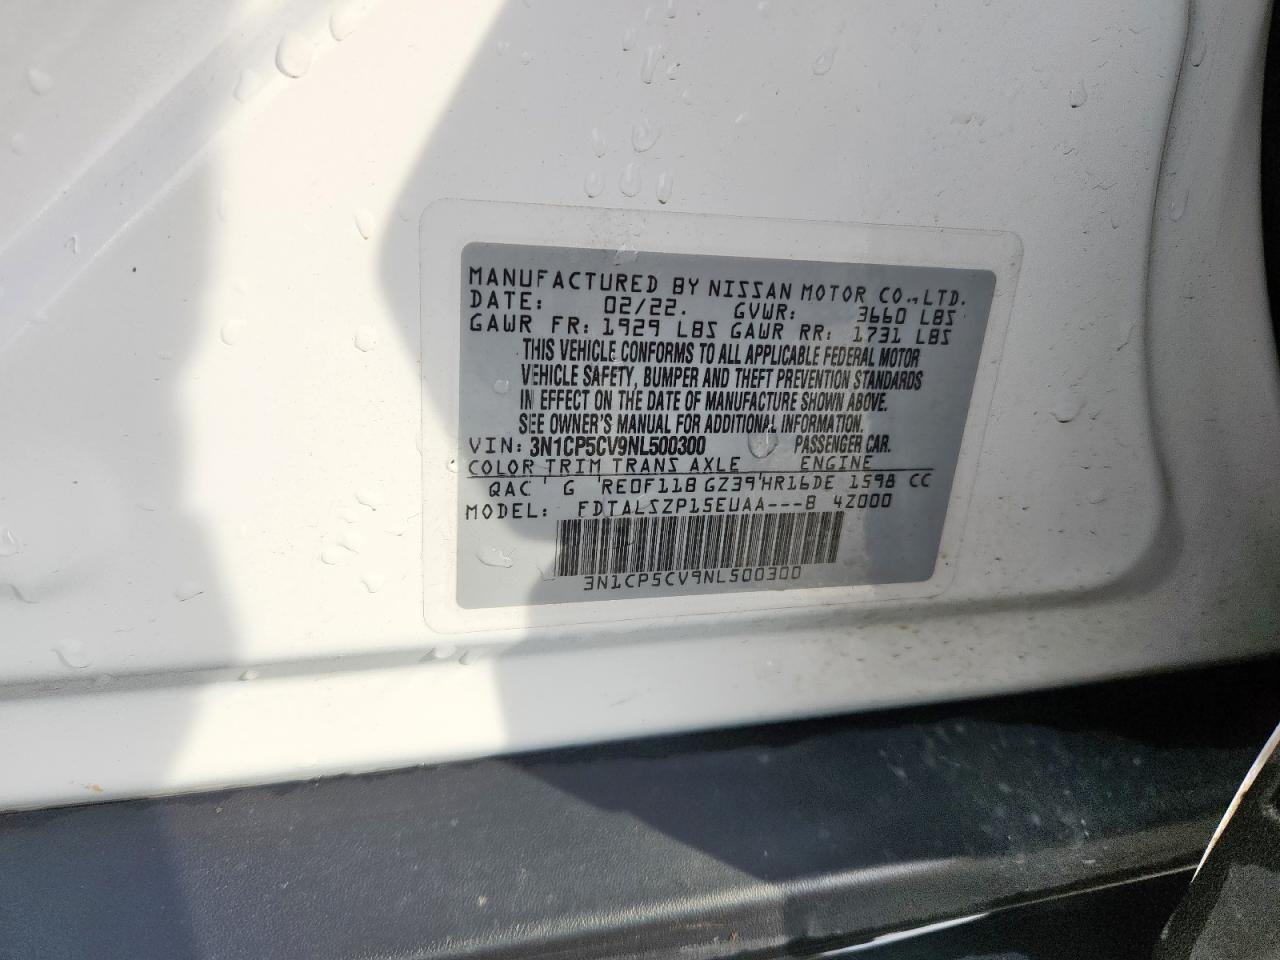 MANUFACTURED BY NISSAN MOTOR CO.,LTD.
DATE: 02/22. GVWR: 3660 LBS
GAWR FR: 1929 LBS GAWR RR: 1731 LBS
THIS VEHICLE CONFORMS TO ALL APPLICABLE FEDERAL MOTOR
VEHICLE SAFETY, BUMPER AND THEFT PREVENTION STANDARDS
IN EFFECT ON THE DATE OF MANUFACTURE SHOWN ABOVE.
SEE OWNER'S MANUAL FOR ADDITIONAL INFORMATION.
VIN: 3N1CP5CV9NL500300 PASSENGER CAR.
COLOR TRIM TRANS AXLE ENGINE
QAC G RE0F11B GZ39 HR16DE 1598 CC
MODEL: FDTALSZP15EUAA---B 4Z000
3N1CP5CV9NL500300